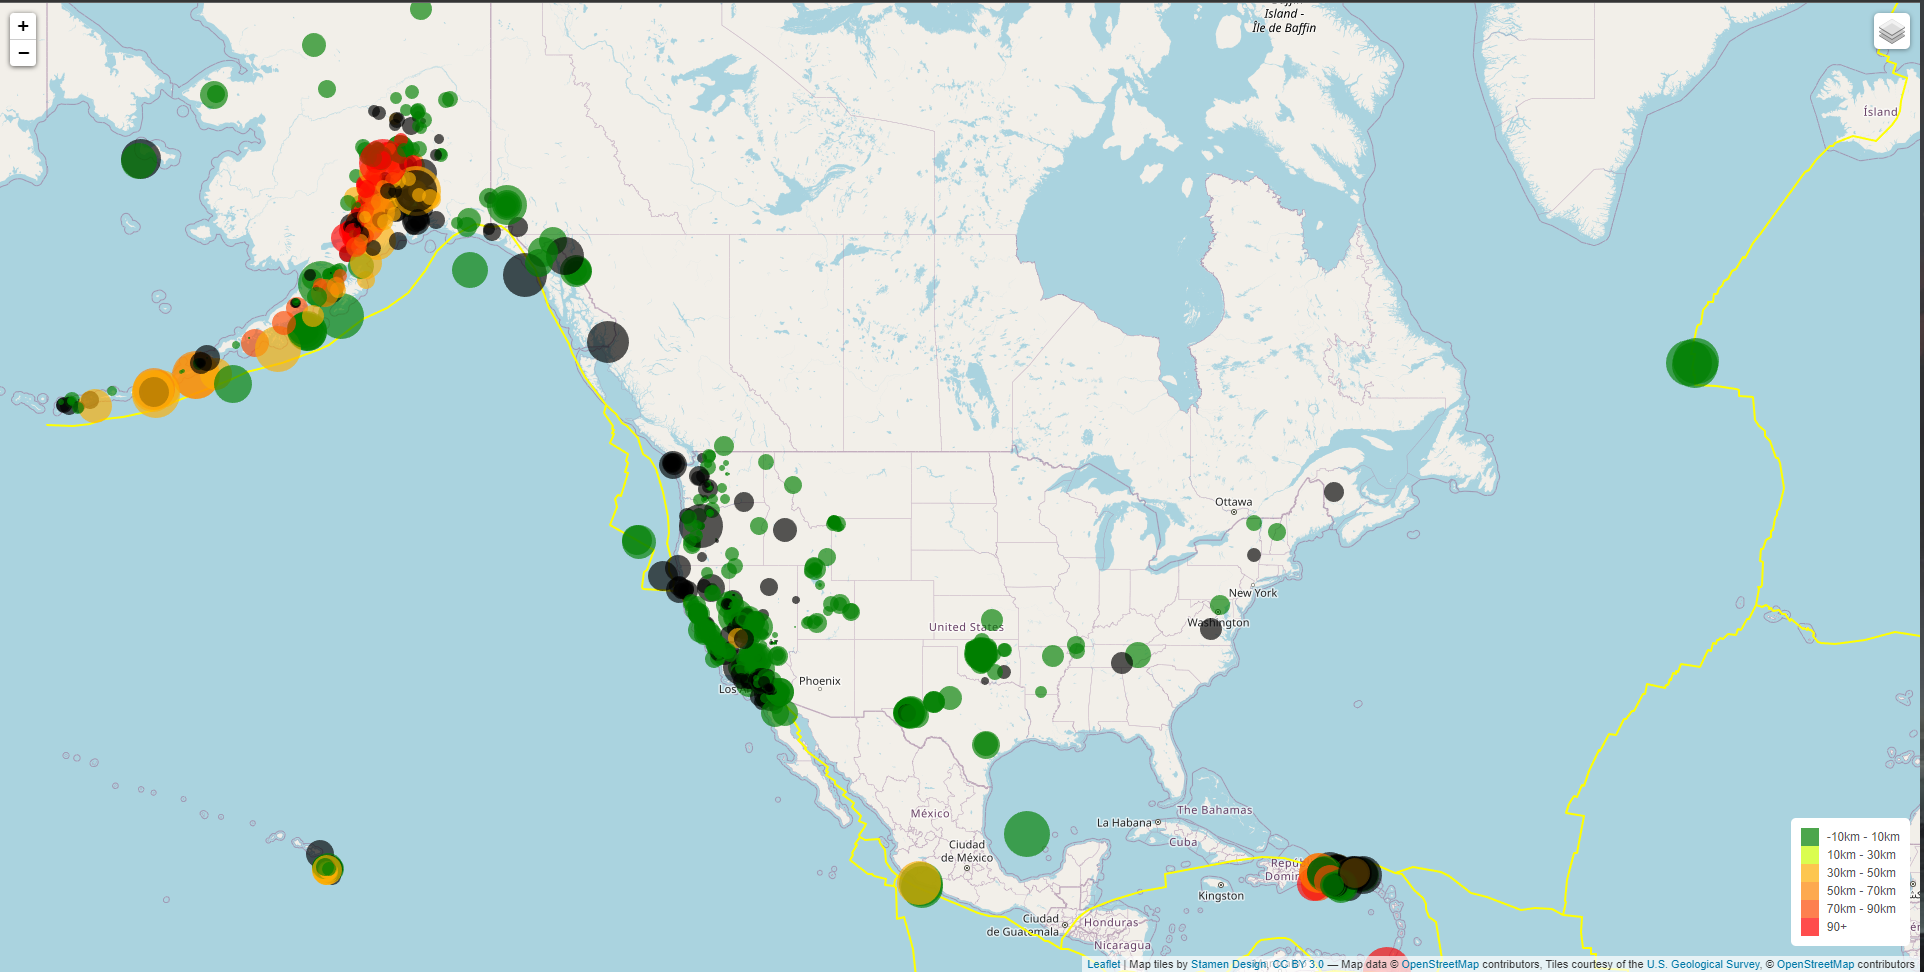 +
−
Island -
Île de Baffin
Ísland
Ottawa
New York
Washington
United States
Phoenix
Los
México
Ciudad
de México
La Habana
The Bahamas
Cuba
Repú
Domin
Kingston
Ciudad
de Guatemala
Honduras
Nicaragua
-10km - 10km
10km - 30km
30km - 50km
50km - 70km
70km - 90km
90+
Leaflet | Map tiles by Stamen Design, CC BY 3.0 — Map data © OpenStreetMap contributors, Tiles courtesy of the U.S. Geological Survey, © OpenStreetMap contributors